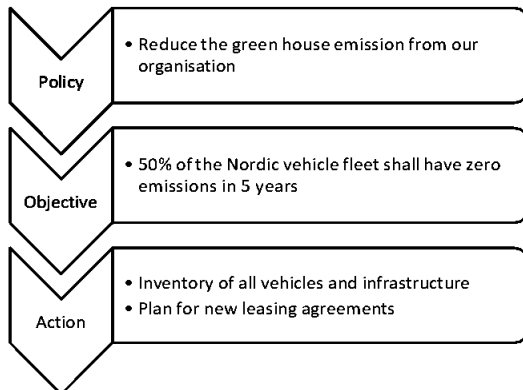 Policy
• Reduce the green house emission from our
organisation
Objective
• 50% of the Nordic vehicle fleet shall have zero
emissions in 5 years
Action
• Inventory of all vehicles and infrastructure
• Plan for new leasing agreements